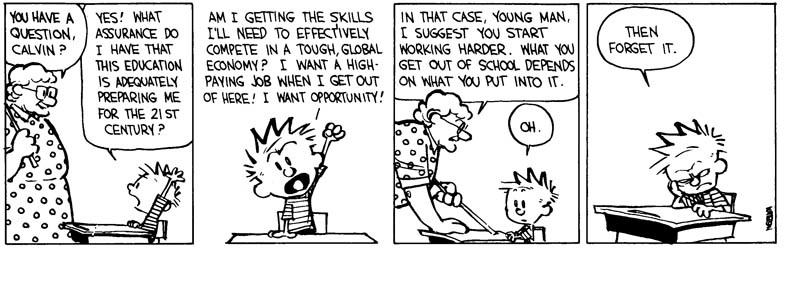 YOU HAVE A
QUESTION,
CALVIN?
YES! WHAT
ASSURANCE DO
I HAVE THAT
THIS EDUCATION
IS ADEQUATELY
PREPARING ME
FOR THE 21ST
CENTURY?
AM I GETTING THE SKILLS
I'LL NEED TO EFFECTIVELY
COMPETE IN A TOUGH, GLOBAL
ECONOMY? I WANT A HIGH-
PAYING JOB WHEN I GET OUT
OF HERE! I WANT OPPORTUNITY!
IN THAT CASE, YOUNG MAN,
I SUGGEST YOU START
WORKING HARDER. WHAT YOU
GET OUT OF SCHOOL DEPENDS
ON WHAT YOU PUT INTO IT.
OH.
THEN
FORGET IT.
WATTERSON